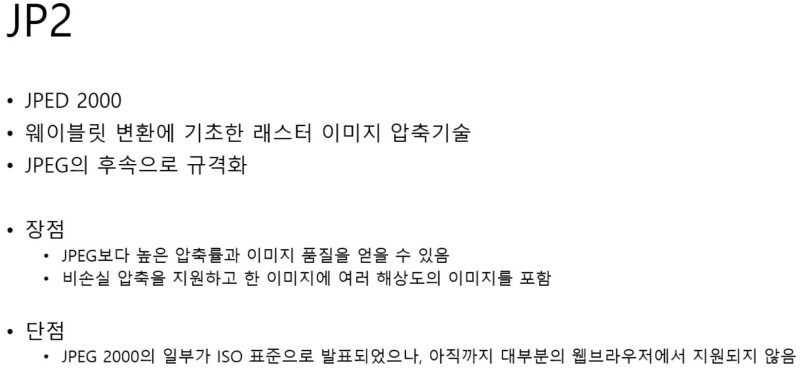 JP2
• JPED 2000
• 웨이블릿 변환에 기초한 래스터 이미지 압축기술
• JPEG의 후속으로 규격화
• 장점
• JPEG보다 높은 압축률과 이미지 품질을 얻을 수 있음
• 비손실 압축을 지원하고 한 이미지에 여러 해상도의 이미지를 포함
• 단점
• JPEG 2000의 일부가 ISO 표준으로 발표되었으나, 아직까지 대부분의 웹브라우저에서 지원되지 않음